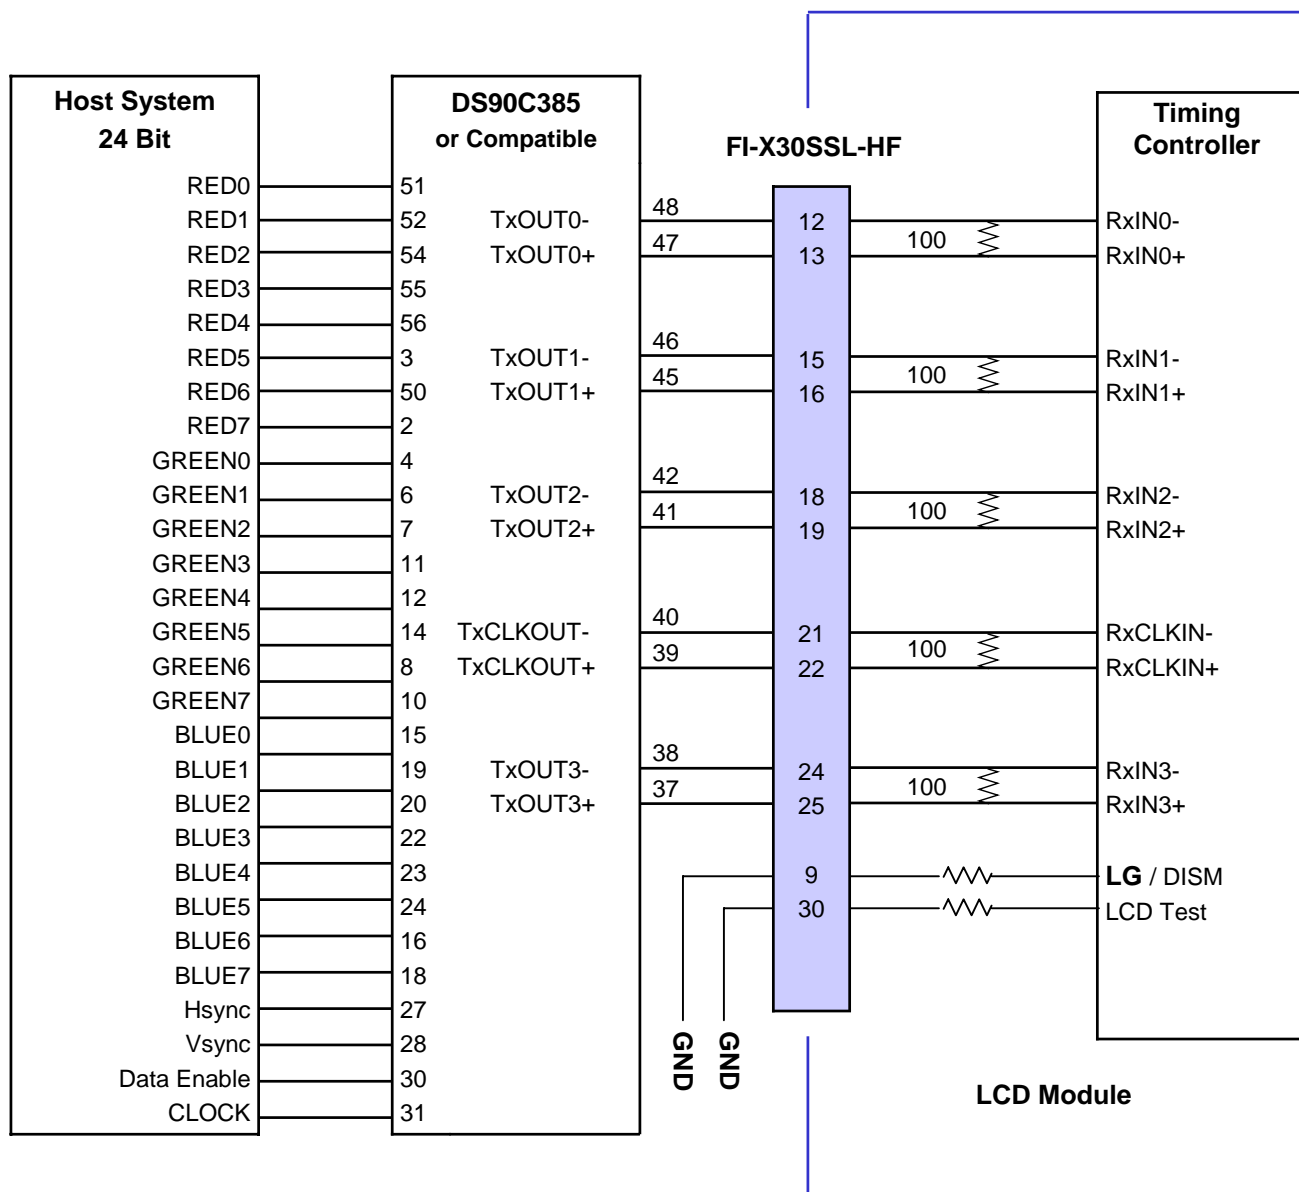 Host System
24 Bit
RED0
RED1
RED2
RED3
RED4
RED5
RED6
RED7
GREEN0
GREEN1
GREEN2
GREEN3
GREEN4
GREEN5
GREEN6
GREEN7
BLUE0
BLUE1
BLUE2
BLUE3
BLUE4
BLUE5
BLUE6
BLUE7
Hsync
Vsync
Data Enable
CLOCK
DS90C385
or Compatible
51
52 TxOUT0-
54 TxOUT0+
55
56
3 TxOUT1-
50 TxOUT1+
2
4
6 TxOUT2-
7 TxOUT2+
11
12
14 TxCLKOUT-
8 TxCLKOUT+
10
15
19 TxOUT3-
20 TxOUT3+
22
23
24
16
18
27
28
30
31
48
47
46
45
42
41
40
39
38
37
GND
GND
FI-X30SSL-HF
12
13
15
16
18
19
21
22
24
25
9
30
100
100
100
100
100
Timing
Controller
RxIN0-
RxIN0+
RxIN1-
RxIN1+
RxIN2-
RxIN2+
RxCLKIN-
RxCLKIN+
RxIN3-
RxIN3+
LG / DISM
LCD Test
LCD Module